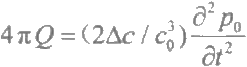 4πQ = (2Δc / c₀³) ∂²p₀/∂t²